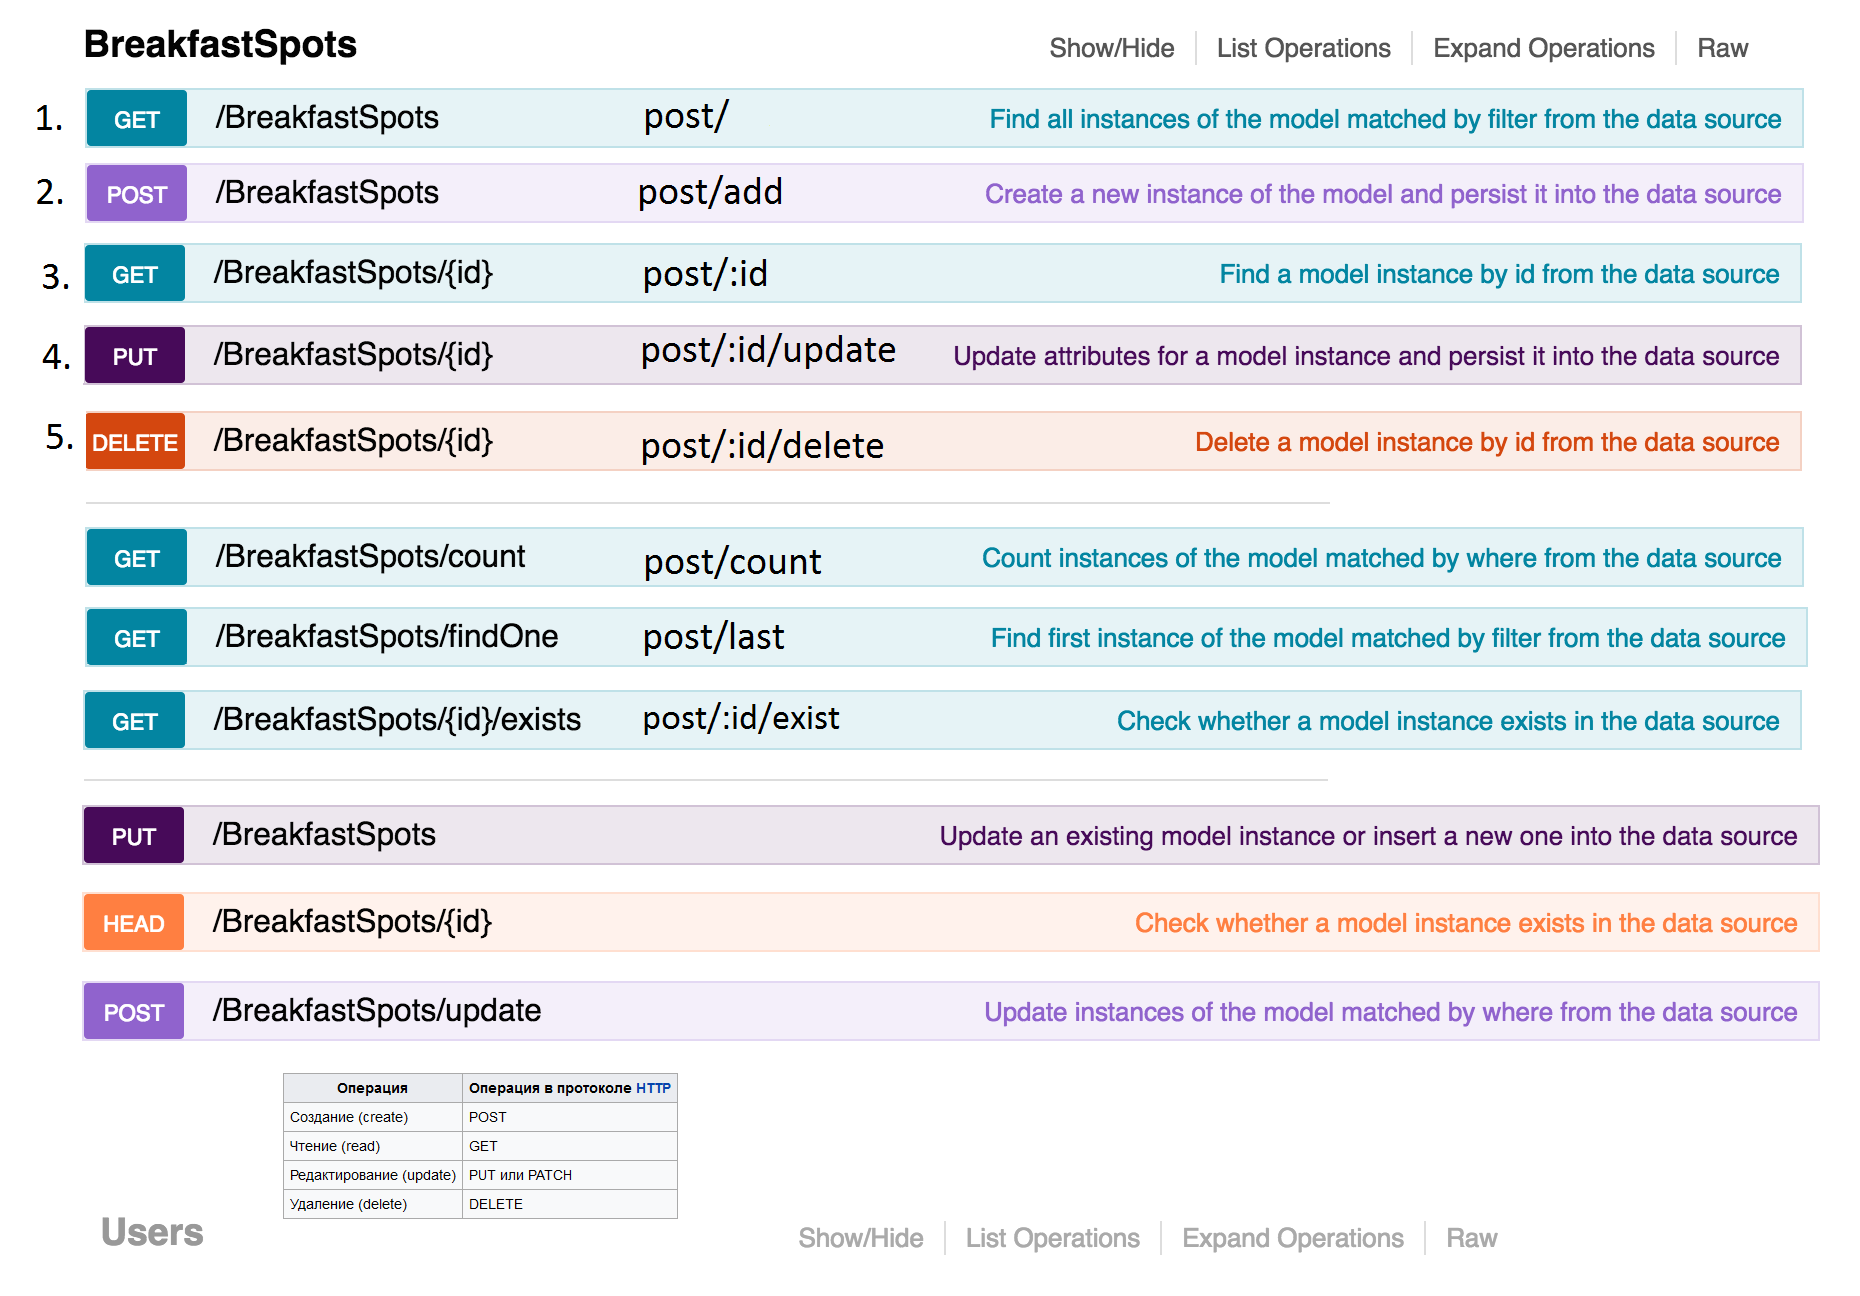 BreakfastSpots Show/Hide List Operations Expand Operations Raw
1. GET /BreakfastSpots post/ Find all instances of the model matched by filter from the data source
2. POST /BreakfastSpots post/add Create a new instance of the model and persist it into the data source
3. GET /BreakfastSpots/{id} post/:id Find a model instance by id from the data source
4. PUT /BreakfastSpots/{id} post/:id/update Update attributes for a model instance and persist it into the data source
5. DELETE /BreakfastSpots/{id} post/:id/delete Delete a model instance by id from the data source
GET /BreakfastSpots/count post/count Count instances of the model matched by where from the data source
GET /BreakfastSpots/findOne post/last Find first instance of the model matched by filter from the data source
GET /BreakfastSpots/{id}/exists post/:id/exist Check whether a model instance exists in the data source
PUT /BreakfastSpots Update an existing model instance or insert a new one into the data source
HEAD /BreakfastSpots/{id} Check whether a model instance exists in the data source
POST /BreakfastSpots/update Update instances of the model matched by where from the data source
Операция Операция в протоколе HTTP
Создание (create) POST
Чтение (read) GET
Редактирование (update) PUT или PATCH
Удаление (delete) DELETE
Users Show/Hide List Operations Expand Operations Raw